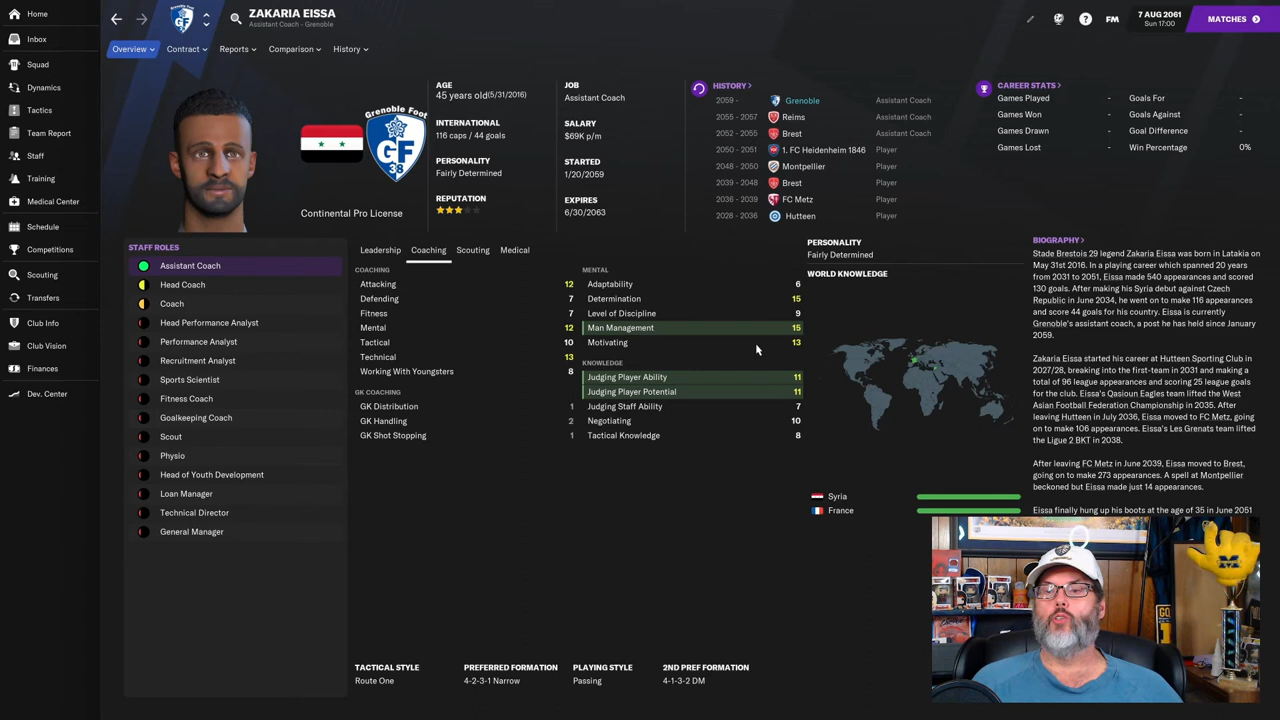 Home
Inbox
Squad
Dynamics
Tactics
Team Report
Staff
Training
Medical Center
Schedule
Competitions
Scouting
Transfers
Club Info
Club Vision
Finances
Dev. Center
ZAKARIA EISSA
Assistant Coach - Grenoble
FM
7 AUG 2061
Sun 17:00
MATCHES
Overview
Contract
Reports
Comparison
History
Grenoble Foot
GF
38
Continental Pro License
AGE
45 years old(5/31/2016)
INTERNATIONAL
116 caps / 44 goals
PERSONALITY
Fairly Determined
REPUTATION
JOB
Assistant Coach
SALARY
$69K p/m
STARTED
1/20/2059
EXPIRES
6/30/2063
HISTORY >
2059 - Grenoble Assistant Coach
2055 - 2057 Reims Assistant Coach
2052 - 2055 Brest Assistant Coach
2050 - 2051 1. FC Heidenheim 1846 Player
2048 - 2050 Montpellier Player
2039 - 2048 Brest Player
2036 - 2039 FC Metz Player
2028 - 2036 Hutteen Player
CAREER STATS >
Games Played - Goals For -
Games Won - Goals Against -
Games Drawn - Goal Difference -
Games Lost - Win Percentage 0%
STAFF ROLES
Assistant Coach
Head Coach
Coach
Head Performance Analyst
Performance Analyst
Recruitment Analyst
Sports Scientist
Fitness Coach
Goalkeeping Coach
Scout
Physio
Head of Youth Development
Loan Manager
Technical Director
General Manager
Leadership Coaching Scouting Medical
COACHING
Attacking 12
Defending 7
Fitness 7
Mental 12
Tactical 10
Technical 13
Working With Youngsters 8
GK COACHING
GK Distribution 1
GK Handling 2
GK Shot Stopping 1
MENTAL
Adaptability 6
Determination 15
Level of Discipline 9
Man Management 15
Motivating 13
KNOWLEDGE
Judging Player Ability 11
Judging Player Potential 11
Judging Staff Ability 7
Negotiating 10
Tactical Knowledge 8
TACTICAL STYLE
Route One
PREFERRED FORMATION
4-2-3-1 Narrow
PLAYING STYLE
Passing
2ND PREF FORMATION
4-1-3-2 DM
PERSONALITY
Fairly Determined
WORLD KNOWLEDGE
Syria
France
BIOGRAPHY >
Stade Brestois 29 legend Zakaria Eissa was born in Latakia on
May 31st 2016. In a playing career which spanned 20 years
from 2031 to 2051, Eissa made 540 appearances and scored
130 goals. After making his Syria debut against Czech
Republic in June 2034, he went on to make 116 appearances
and score 44 goals for his country. Eissa is currently
Grenoble's assistant coach, a post he has held since January
2059.
Zakaria Eissa started his career at Hutteen Sporting Club in
2027/28, breaking into the first-team in 2031 and making a
total of 96 league appearances and scoring 25 league goals
for the club. Eissa's Qasioun Eagles team lifted the West
Asian Football Federation Championship in 2035. After
leaving Hutteen in July 2036, Eissa moved to FC Metz, going
on to make 106 appearances. Eissa's Les Grenats team lifted
the Ligue 2 BKT in 2038.
After leaving FC Metz in June 2039, Eissa moved to Brest,
going on to make 273 appearances. A spell at Montpellier
beckoned but Eissa made just 14 appearances.
Eissa finally hung up his boots at the age of 35 in June 2051